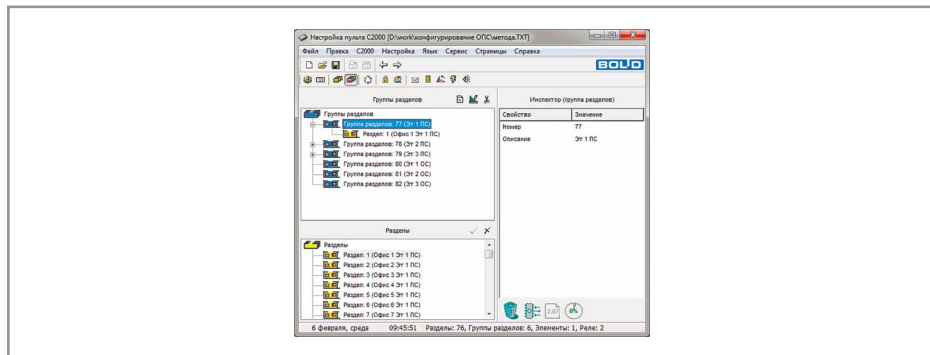 Настройка пульта С2000 [D:\work\конфигурирование ОПС\метода.TXT]
Файл Правка С2000 Настройка Язык Сервис Страницы Справка
BOLID
Группы разделов
Группы разделов
Группа разделов: 77 (Эт 1 ПС)
Раздел: 1 (Офис 1 Эт 1 ПС)
Группа разделов: 78 (Эт 2 ПС)
Группа разделов: 79 (Эт 3 ПС)
Группа разделов: 80 (Эт 1 ОС)
Группа разделов: 81 (Эт 2 ОС)
Группа разделов: 82 (Эт 3 ОС)
Разделы
Разделы
Раздел: 1 (Офис 1 Эт 1 ПС)
Раздел: 2 (Офис 2 Эт 1 ПС)
Раздел: 3 (Офис 3 Эт 1 ПС)
Раздел: 4 (Офис 4 Эт 1 ПС)
Раздел: 5 (Офис 5 Эт 1 ПС)
Раздел: 6 (Офис 6 Эт 1 ПС)
Раздел: 7 (Офис 7 Эт 1 ПС)
Инспектор (группа разделов)
Свойство Значение
Номер 77
Описание Эт 1 ПС
2.07
6 февраля, среда 09:45:51 Разделы: 76, Группы разделов: 6, Элементы: 1, Реле: 2